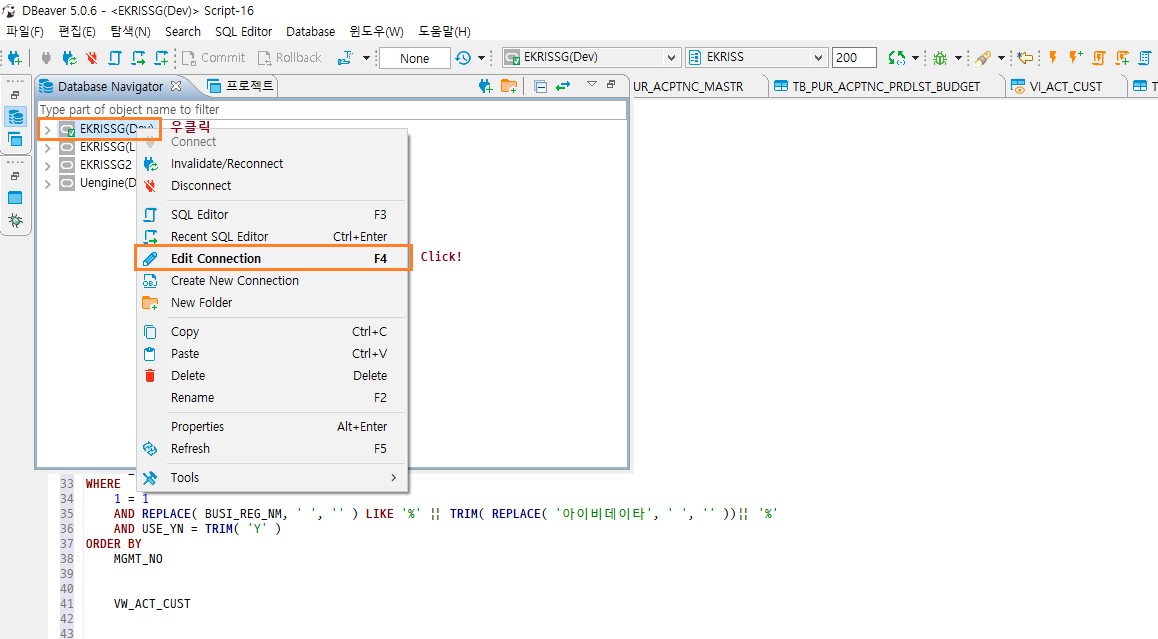 DBeaver 5.0.6 - <EKRISSG(Dev)> Script-16
파일(F) 편집(E) 탐색(N) Search SQL Editor Database 윈도우(W) 도움말(H)
Commit Rollback None EKRISSG(Dev) EKRISS 200
Database Navigator 프로젝트 UR_ACPTNC_MASTR TB_PUR_ACPTNC_PRDLST_BUDGET VI_ACT_CUST T
Type part of object name to filter
EKRISSG(Dev) 우클릭
Connect
EKRISSG(L
Invalidate/Reconnect
EKRISSG2
Uengine(D
Disconnect
SQL Editor F3
Recent SQL Editor Ctrl+Enter
Edit Connection F4 Click!
Create New Connection
New Folder
Copy Ctrl+C
Paste Ctrl+V
Delete Delete
Rename F2
Properties Alt+Enter
Refresh F5
Tools
33 WHERE
34 1 = 1
35 AND REPLACE( BUSI_REG_NM, ' ', '' ) LIKE '%' || TRIM( REPLACE( '아이비데이타', ' ', '' ))|| '%'
36 AND USE_YN = TRIM( 'Y' )
37 ORDER BY
38 MGMT_NO
39
40
41 VW_ACT_CUST
42
43